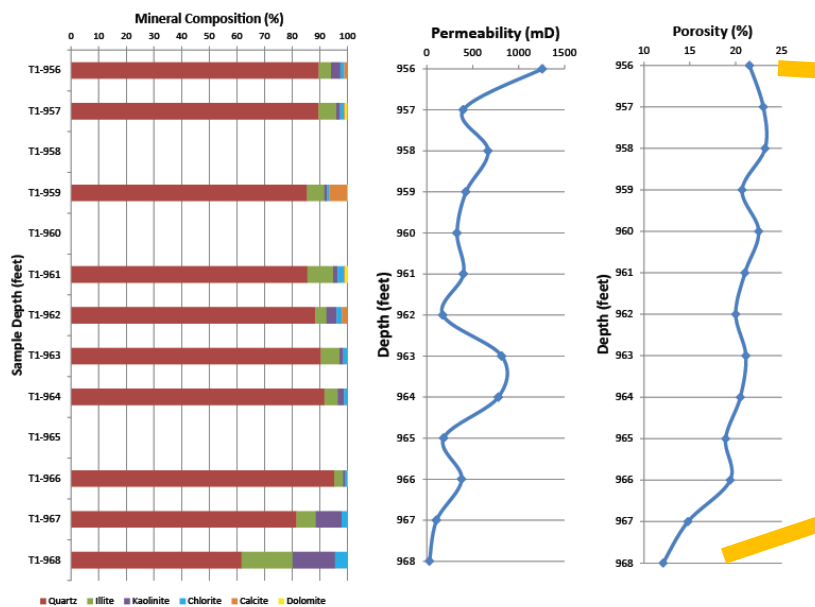 Mineral Composition (%)
0 10 20 30 40 50 60 70 80 90 100
Sample Depth (feet)
T1-956
T1-957
T1-958
T1-959
T1-960
T1-961
T1-962
T1-963
T1-964
T1-965
T1-966
T1-967
T1-968
Quartz Illite Kaolinite Chlorite Calcite Dolomite
Permeability (mD)
0 500 1000 1500
Depth (feet)
956
957
958
959
960
961
962
963
964
965
966
967
968
Porosity (%)
10 15 20 25
Depth (feet)
956
957
958
959
960
961
962
963
964
965
966
967
968